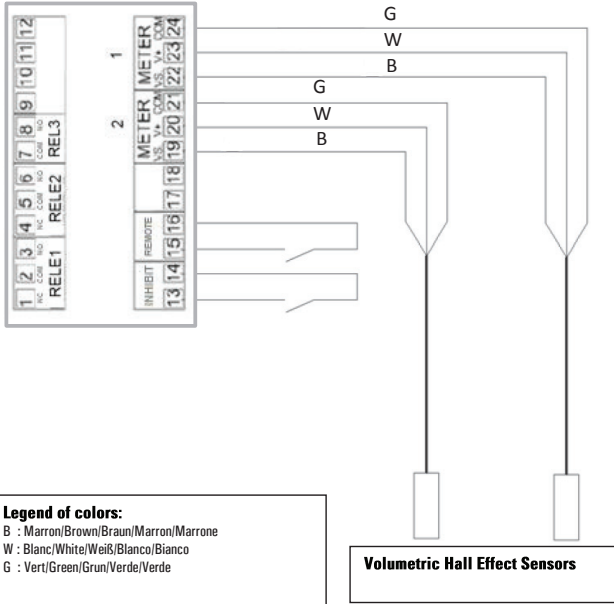 12
11
10
9
8
7
6
5
4
3
2
1
NO
COM
NO
COM
NC
NO
COM
NC
REL3
RELE2
RELE1
1
2
METER
VS. V+ COM
METER
VS. V+ COM
REMOTE
INHIBIT
24
23
22
21
20
19
18
17
16
15
14
13
G
W
B
G
W
B
Legend of colors:
B : Marron/Brown/Braun/Marron/Marrone
W : Blanc/White/Weiß/Blanco/Bianco
G : Vert/Green/Grun/Verde/Verde
Volumetric Hall Effect Sensors